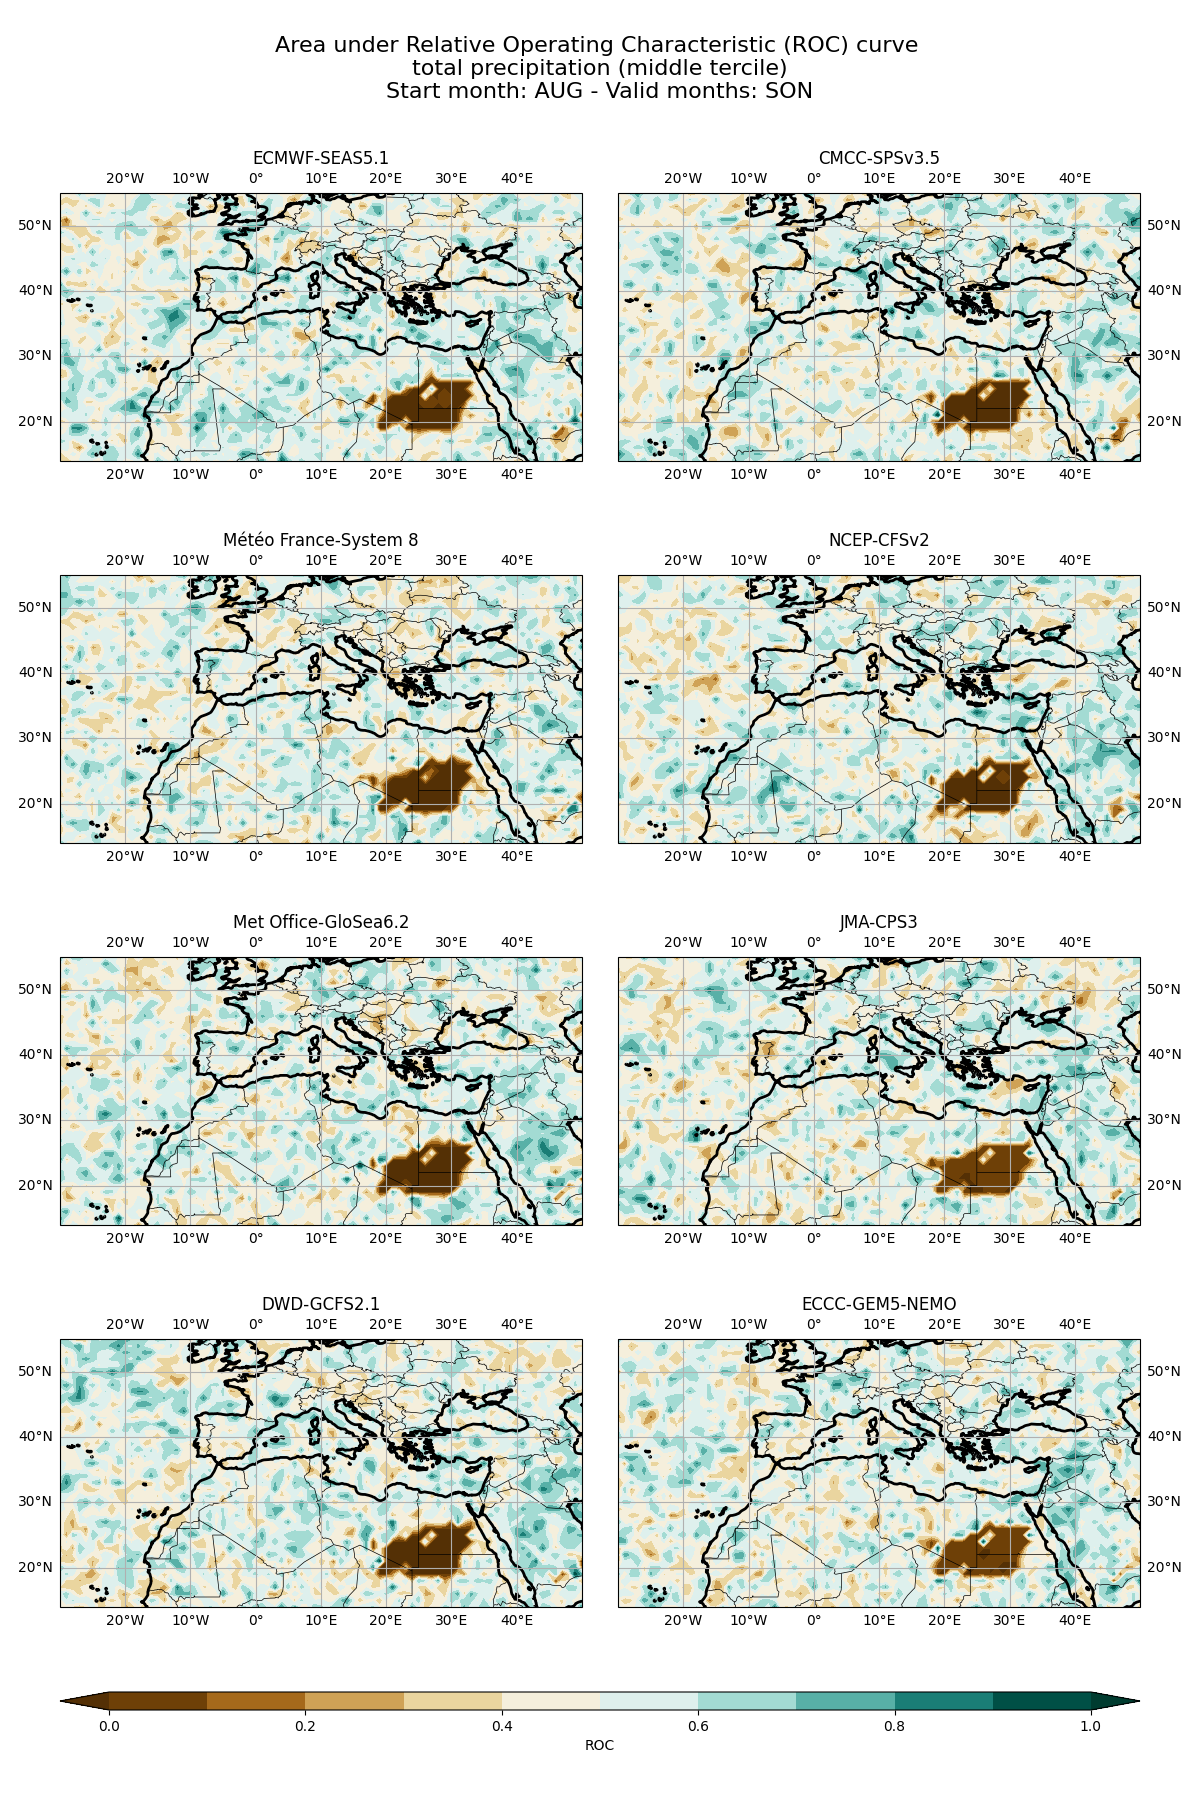 Area under Relative Operating Characteristic (ROC) curve
total precipitation (middle tercile)
Start month: AUG - Valid months: SON
ECMWF-SEAS5.1
20°W 10°W 0° 10°E 20°E 30°E 40°E
50°N
40°N
30°N
20°N
20°W 10°W 0° 10°E 20°E 30°E 40°E
CMCC-SPSv3.5
20°W 10°W 0° 10°E 20°E 30°E 40°E
50°N
40°N
30°N
20°N
20°W 10°W 0° 10°E 20°E 30°E 40°E
Météo France-System 8
20°W 10°W 0° 10°E 20°E 30°E 40°E
50°N
40°N
30°N
20°N
20°W 10°W 0° 10°E 20°E 30°E 40°E
NCEP-CFSv2
20°W 10°W 0° 10°E 20°E 30°E 40°E
50°N
40°N
30°N
20°N
20°W 10°W 0° 10°E 20°E 30°E 40°E
Met Office-GloSea6.2
20°W 10°W 0° 10°E 20°E 30°E 40°E
50°N
40°N
30°N
20°N
20°W 10°W 0° 10°E 20°E 30°E 40°E
JMA-CPS3
20°W 10°W 0° 10°E 20°E 30°E 40°E
50°N
40°N
30°N
20°N
20°W 10°W 0° 10°E 20°E 30°E 40°E
DWD-GCFS2.1
20°W 10°W 0° 10°E 20°E 30°E 40°E
50°N
40°N
30°N
20°N
20°W 10°W 0° 10°E 20°E 30°E 40°E
ECCC-GEM5-NEMO
20°W 10°W 0° 10°E 20°E 30°E 40°E
50°N
40°N
30°N
20°N
20°W 10°W 0° 10°E 20°E 30°E 40°E
0.0 0.2 0.4 0.6 0.8 1.0
ROC